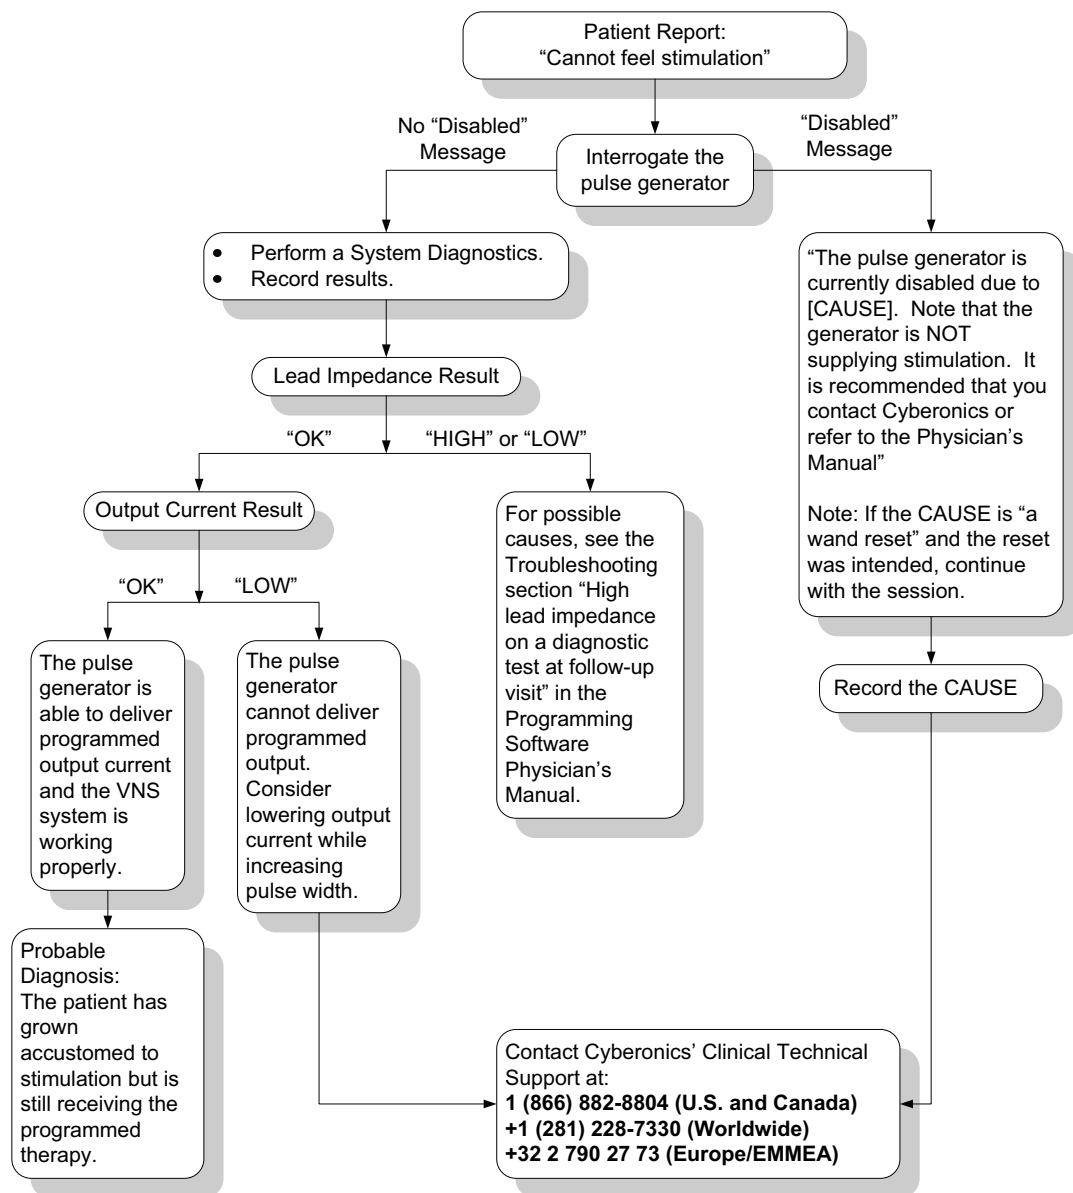 Patient Report:
“Cannot feel stimulation”
No “Disabled”
Message
“Disabled”
Message
Interrogate the
pulse generator
• Perform a System Diagnostics.
• Record results.
“The pulse generator is
currently disabled due to
[CAUSE].  Note that the
generator is NOT
supplying stimulation.  It
is recommended that you
contact Cyberonics or
refer to the Physician’s
Manual”
Note: If the CAUSE is “a
wand reset” and the reset
was intended, continue
with the session.
Lead Impedance Result
“OK”
“HIGH” or “LOW”
Output Current Result
For possible
causes, see the
Troubleshooting
section “High
lead impedance
on a diagnostic
test at follow-up
visit” in the
Programming
Software
Physician’s
Manual.
“OK”
“LOW”
The pulse
generator is
able to deliver
programmed
output current
and the VNS
system is
working
properly.
The pulse
generator
cannot deliver
programmed
output.
Consider
lowering output
current while
increasing
pulse width.
Record the CAUSE
Probable
Diagnosis:
The patient has
grown
accustomed to
stimulation but is
still receiving the
programmed
therapy.
Contact Cyberonics’ Clinical Technical
Support at:
1 (866) 882-8804 (U.S. and Canada)
+1 (281) 228-7330 (Worldwide)
+32 2 790 27 73 (Europe/EMMEA)